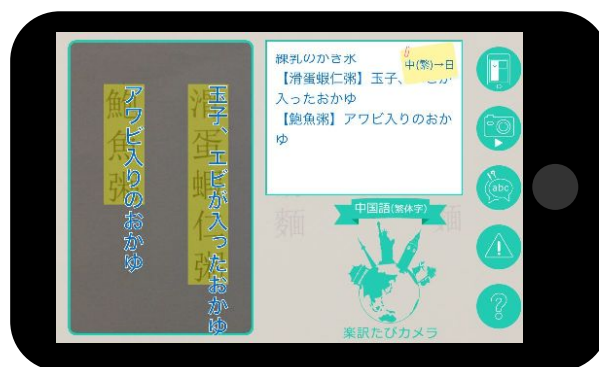 滑蛋蝦仁粥
玉子、エビが入ったおかゆ
鮑魚粥
アワビ入りのおかゆ
練乳のかき氷
中(繁)→日
【滑蛋蝦仁粥】玉子、エビが
入ったおかゆ
【鮑魚粥】アワビ入りのおか
ゆ
中国語(繁体字)
麵
麵
楽訳たびカメラ
!?
abc
!
?